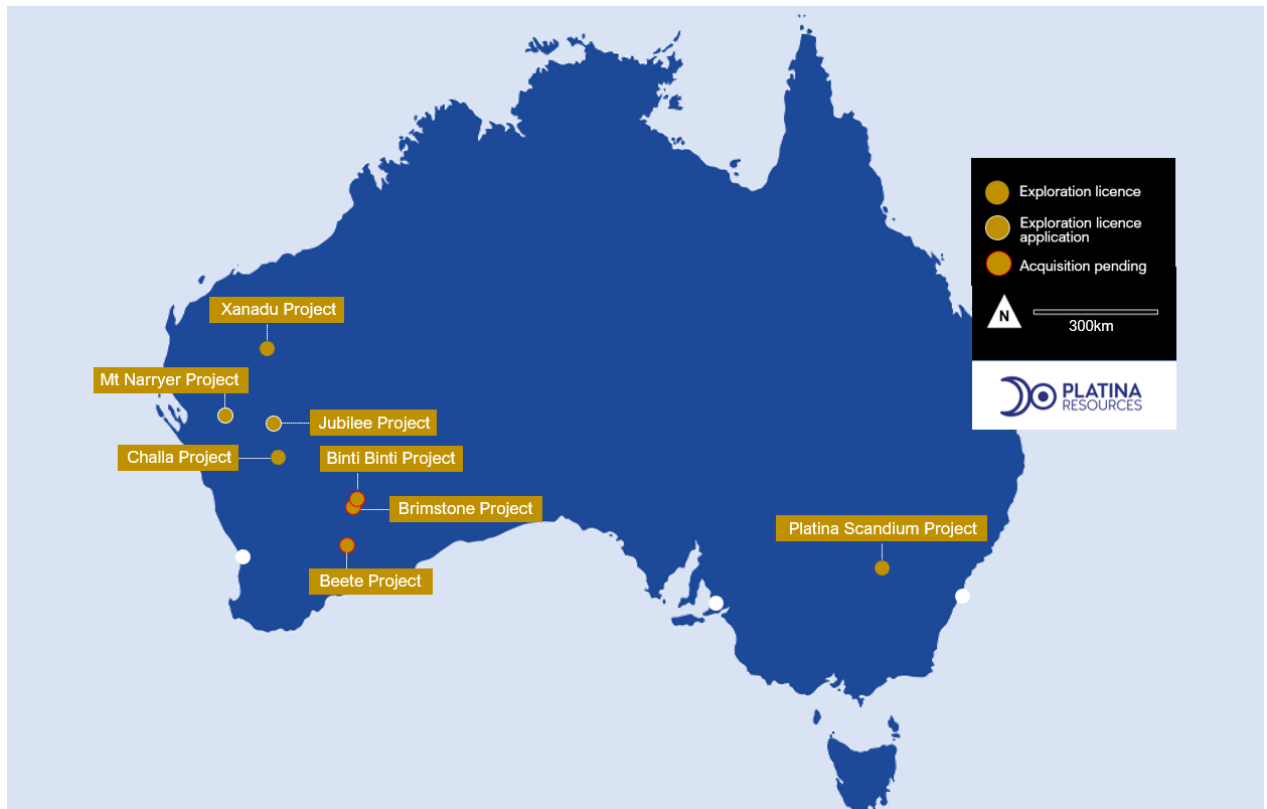 Exploration licence
Exploration licence
application
Acquisition pending
N
300km
PLATINA
RESOURCES
Xanadu Project
Mt Narryer Project
Jubilee Project
Challa Project
Binti Binti Project
Brimstone Project
Beete Project
Platina Scandium Project